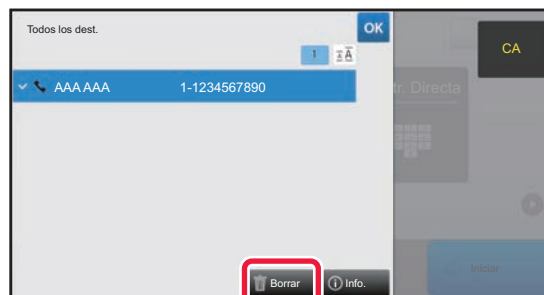 Todos los dest.
OK
CA
1
AAA AAA 1-1234567890
tr. Directa
Borrar
Info.
Iniciar